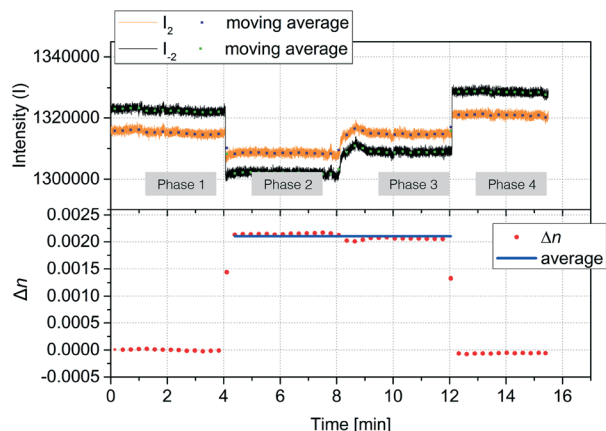 I2 moving average
I-2 moving average
Intensity (I)
1340000
1320000
1300000
Phase 1 Phase 2 Phase 3 Phase 4
Δn
0.0025
0.0020
0.0015
0.0010
0.0005
0.0000
-0.0005
Δn
average
0 2 4 6 8 10 12 14 16
Time [min]